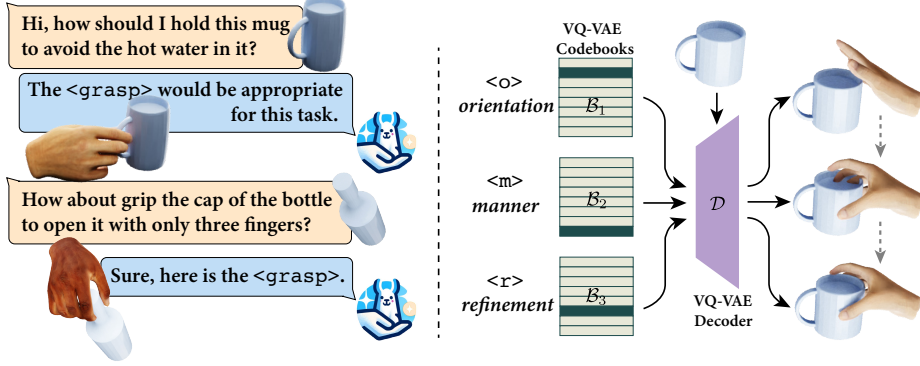 Hi, how should I hold this mug
to avoid the hot water in it?
The <grasp> would be appropriate
for this task.
How about grip the cap of the bottle
to open it with only three fingers?
Sure, here is the <grasp>.
VQ-VAE
Codebooks
<o>
orientation
B₁
<m>
manner
B₂
<r>
refinement
B₃
D
VQ-VAE
Decoder